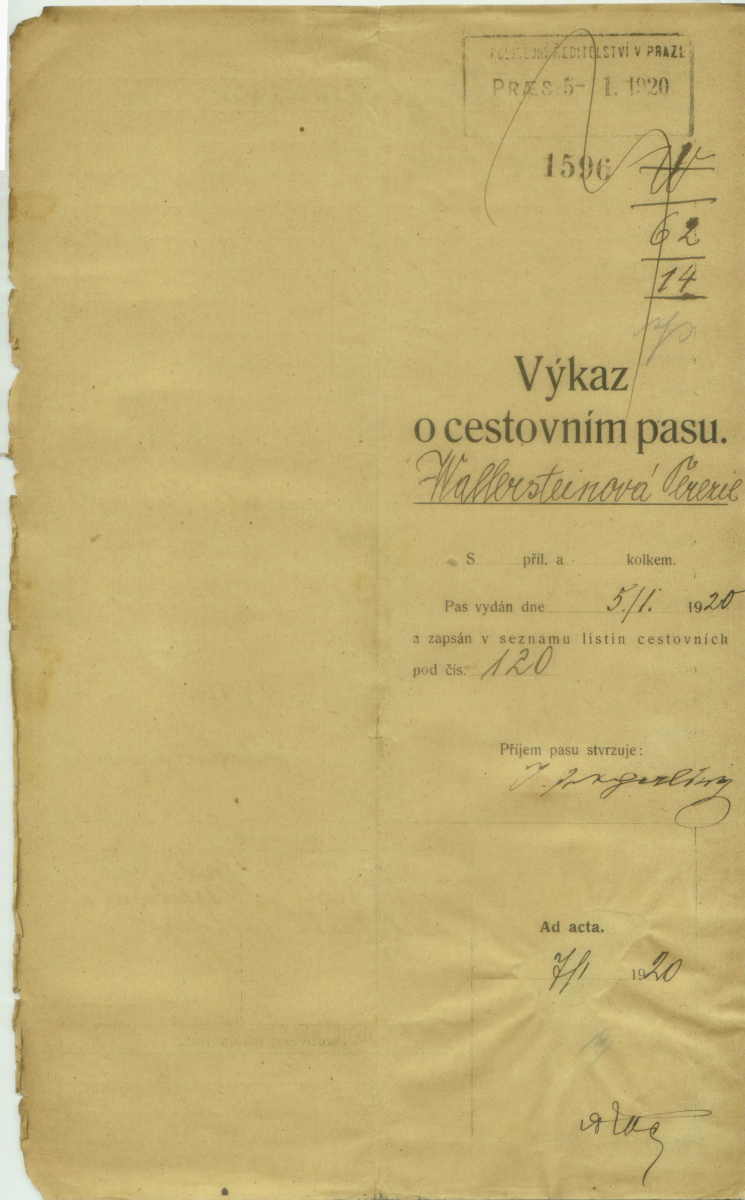 POLICEJNÍ ŘEDITELSTVÍ V PRAZE
PRÆS. 5- 1. 1920
1596 W
62
14
Výkaz
o cestovním pasu.
Wallersteinová Terezie
S příl. a kolkem.
Pas vydán dne 5./1. 1920
a zapsán v seznamu listin cestovních
pod čís. 120
Příjem pasu stvrzuje:
Ad acta.
7/1 1920